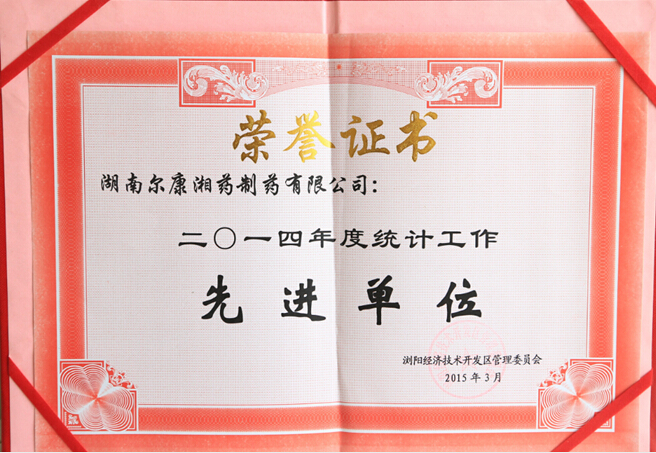 荣誉证书
湖南尔康湘药制药有限公司：
二〇一四年度统计工作
先进单位
浏阳经济技术开发区管理委员会
2015年3月